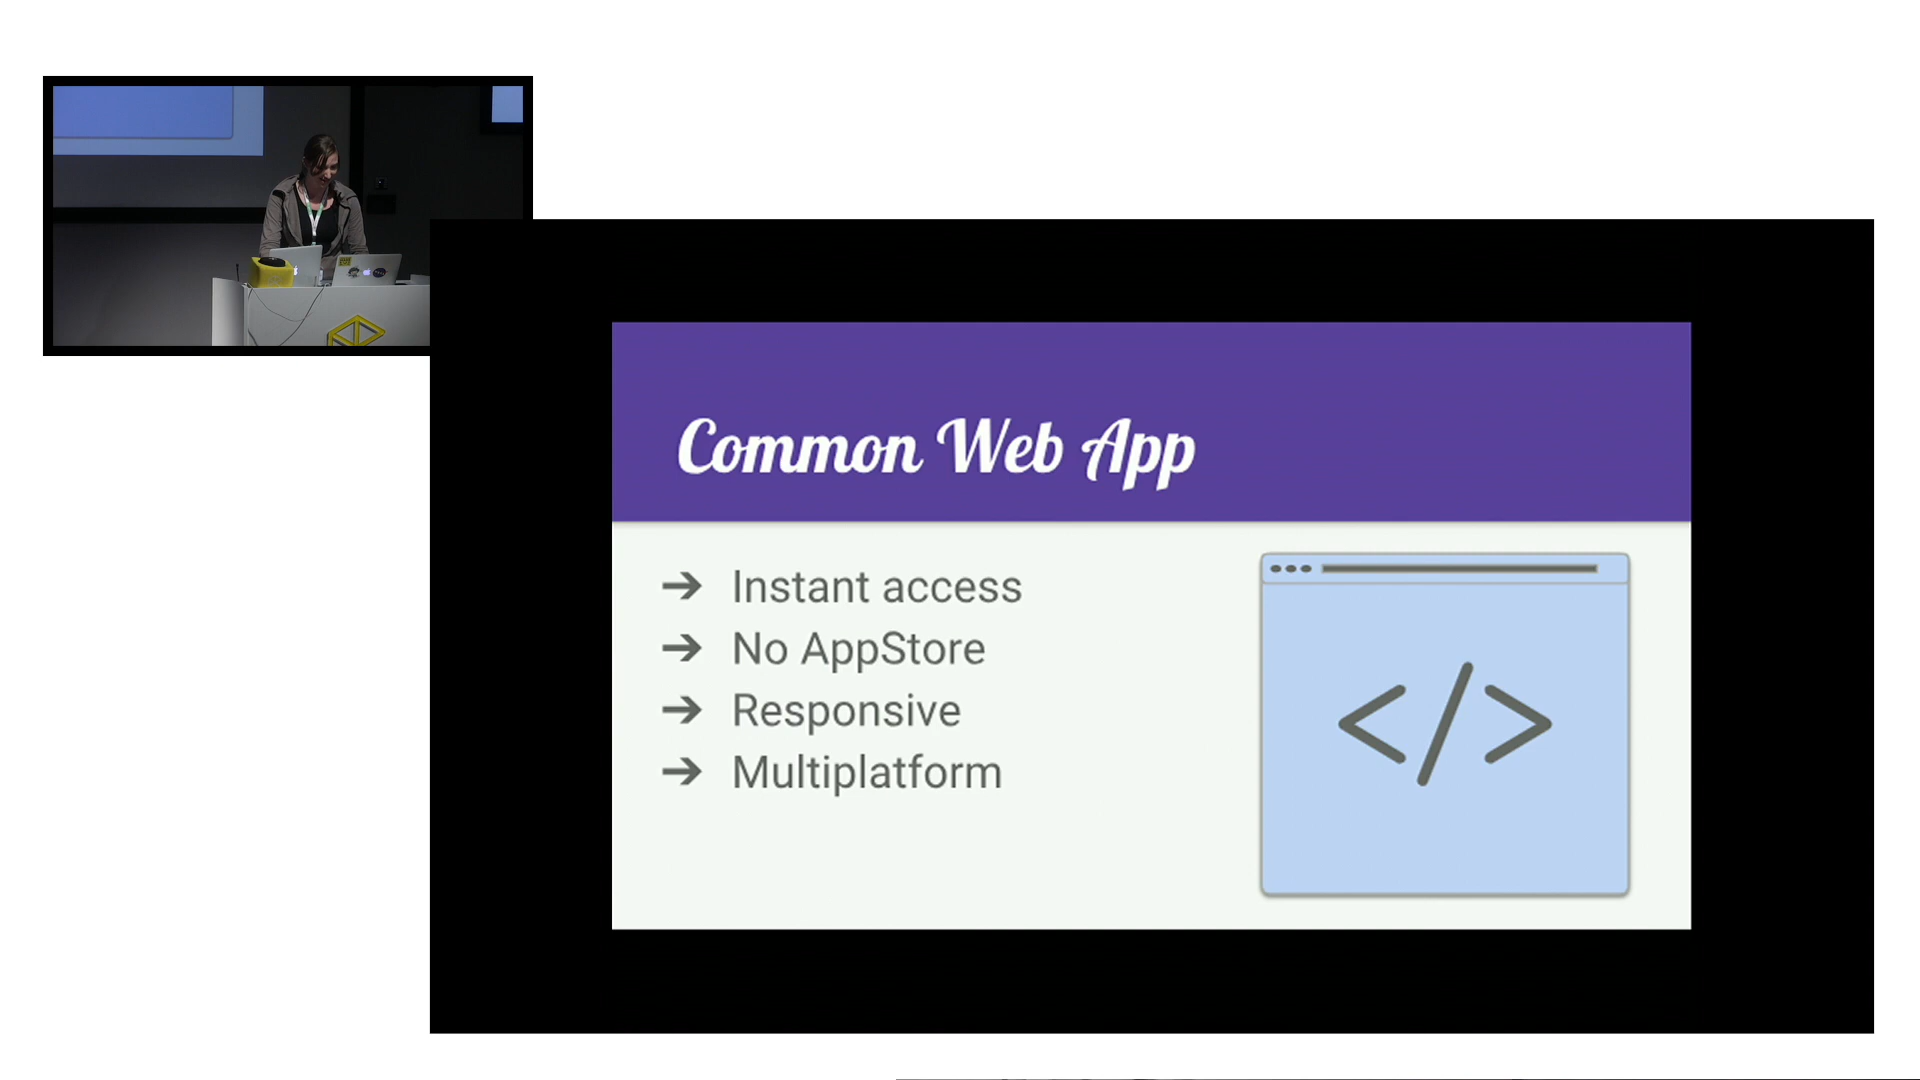 Common Web App
➔ Instant access
➔ No AppStore
➔ Responsive
➔ Multiplatform